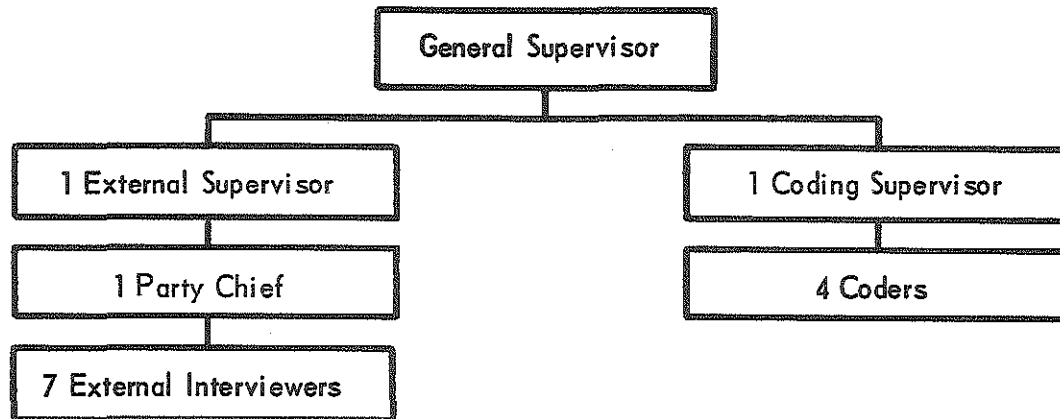 General Supervisor
1 External Supervisor
1 Coding Supervisor
1 Party Chief
4 Coders
7 External Interviewers